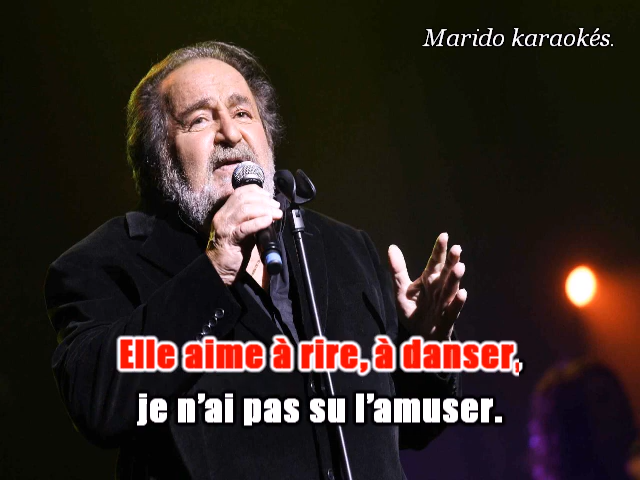 Marido karaokés.
Elle aime à rire, à danser,
je n’ai pas su l’amuser.